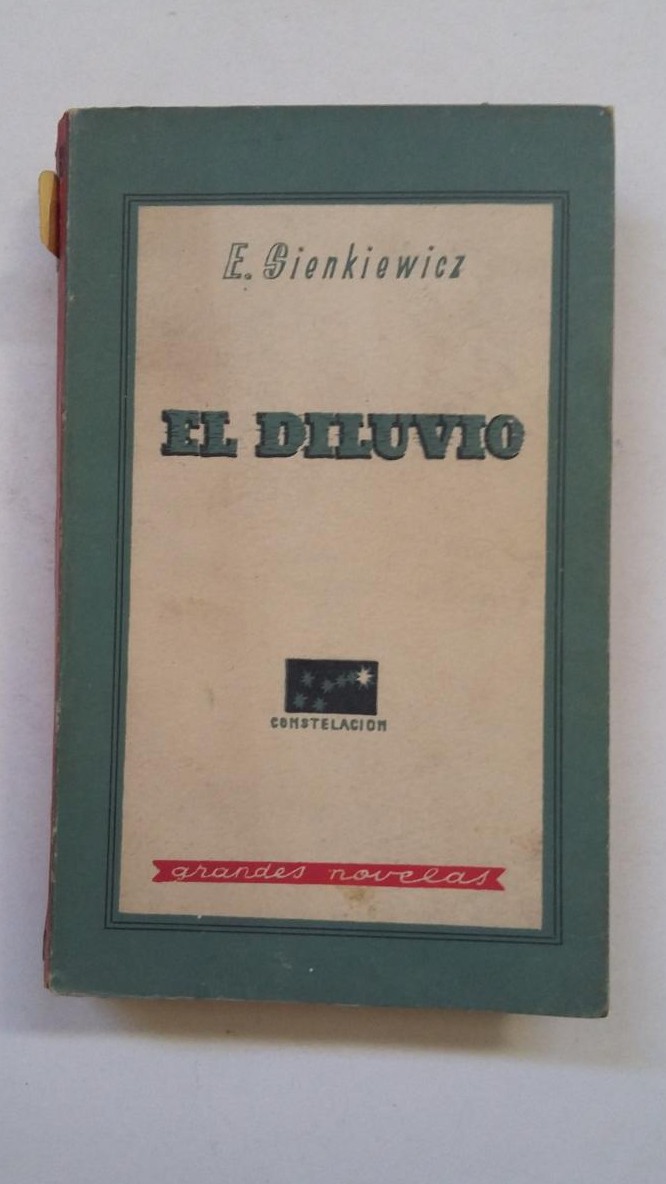 E. Sienkiewicz
EL DILUVIO
CONSTELACION
grandes novelas